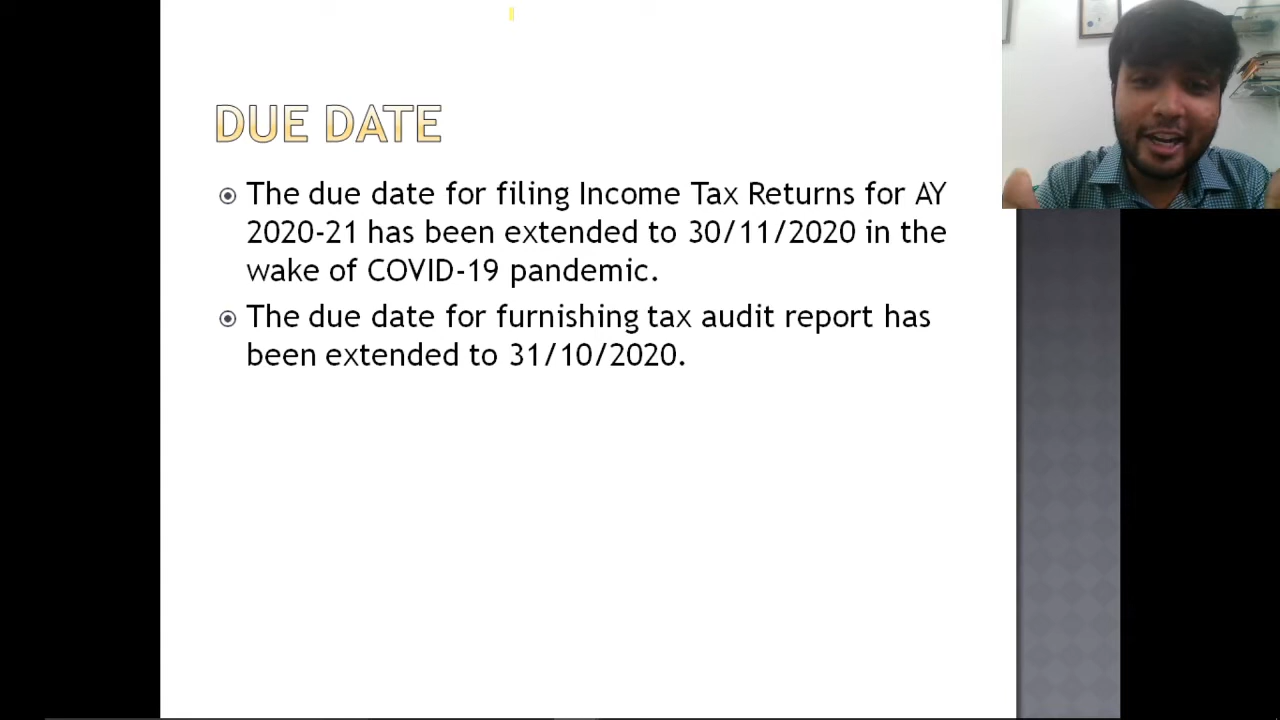 DUE DATE
The due date for filing Income Tax Returns for AY
2020-21 has been extended to 30/11/2020 in the
wake of COVID-19 pandemic.
The due date for furnishing tax audit report has
been extended to 31/10/2020.